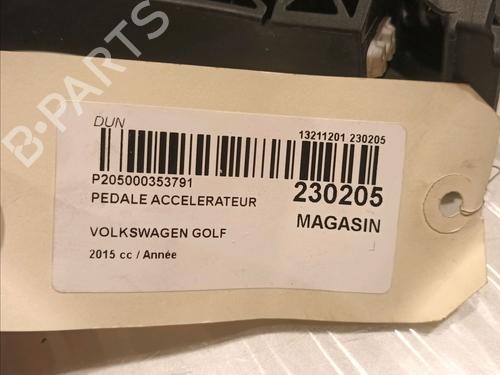 B-PARTS
DUN
13211201 230205
P205000353791
230205
PEDALE ACCELERATEUR
MAGASIN
VOLKSWAGEN GOLF
2015 cc / Année